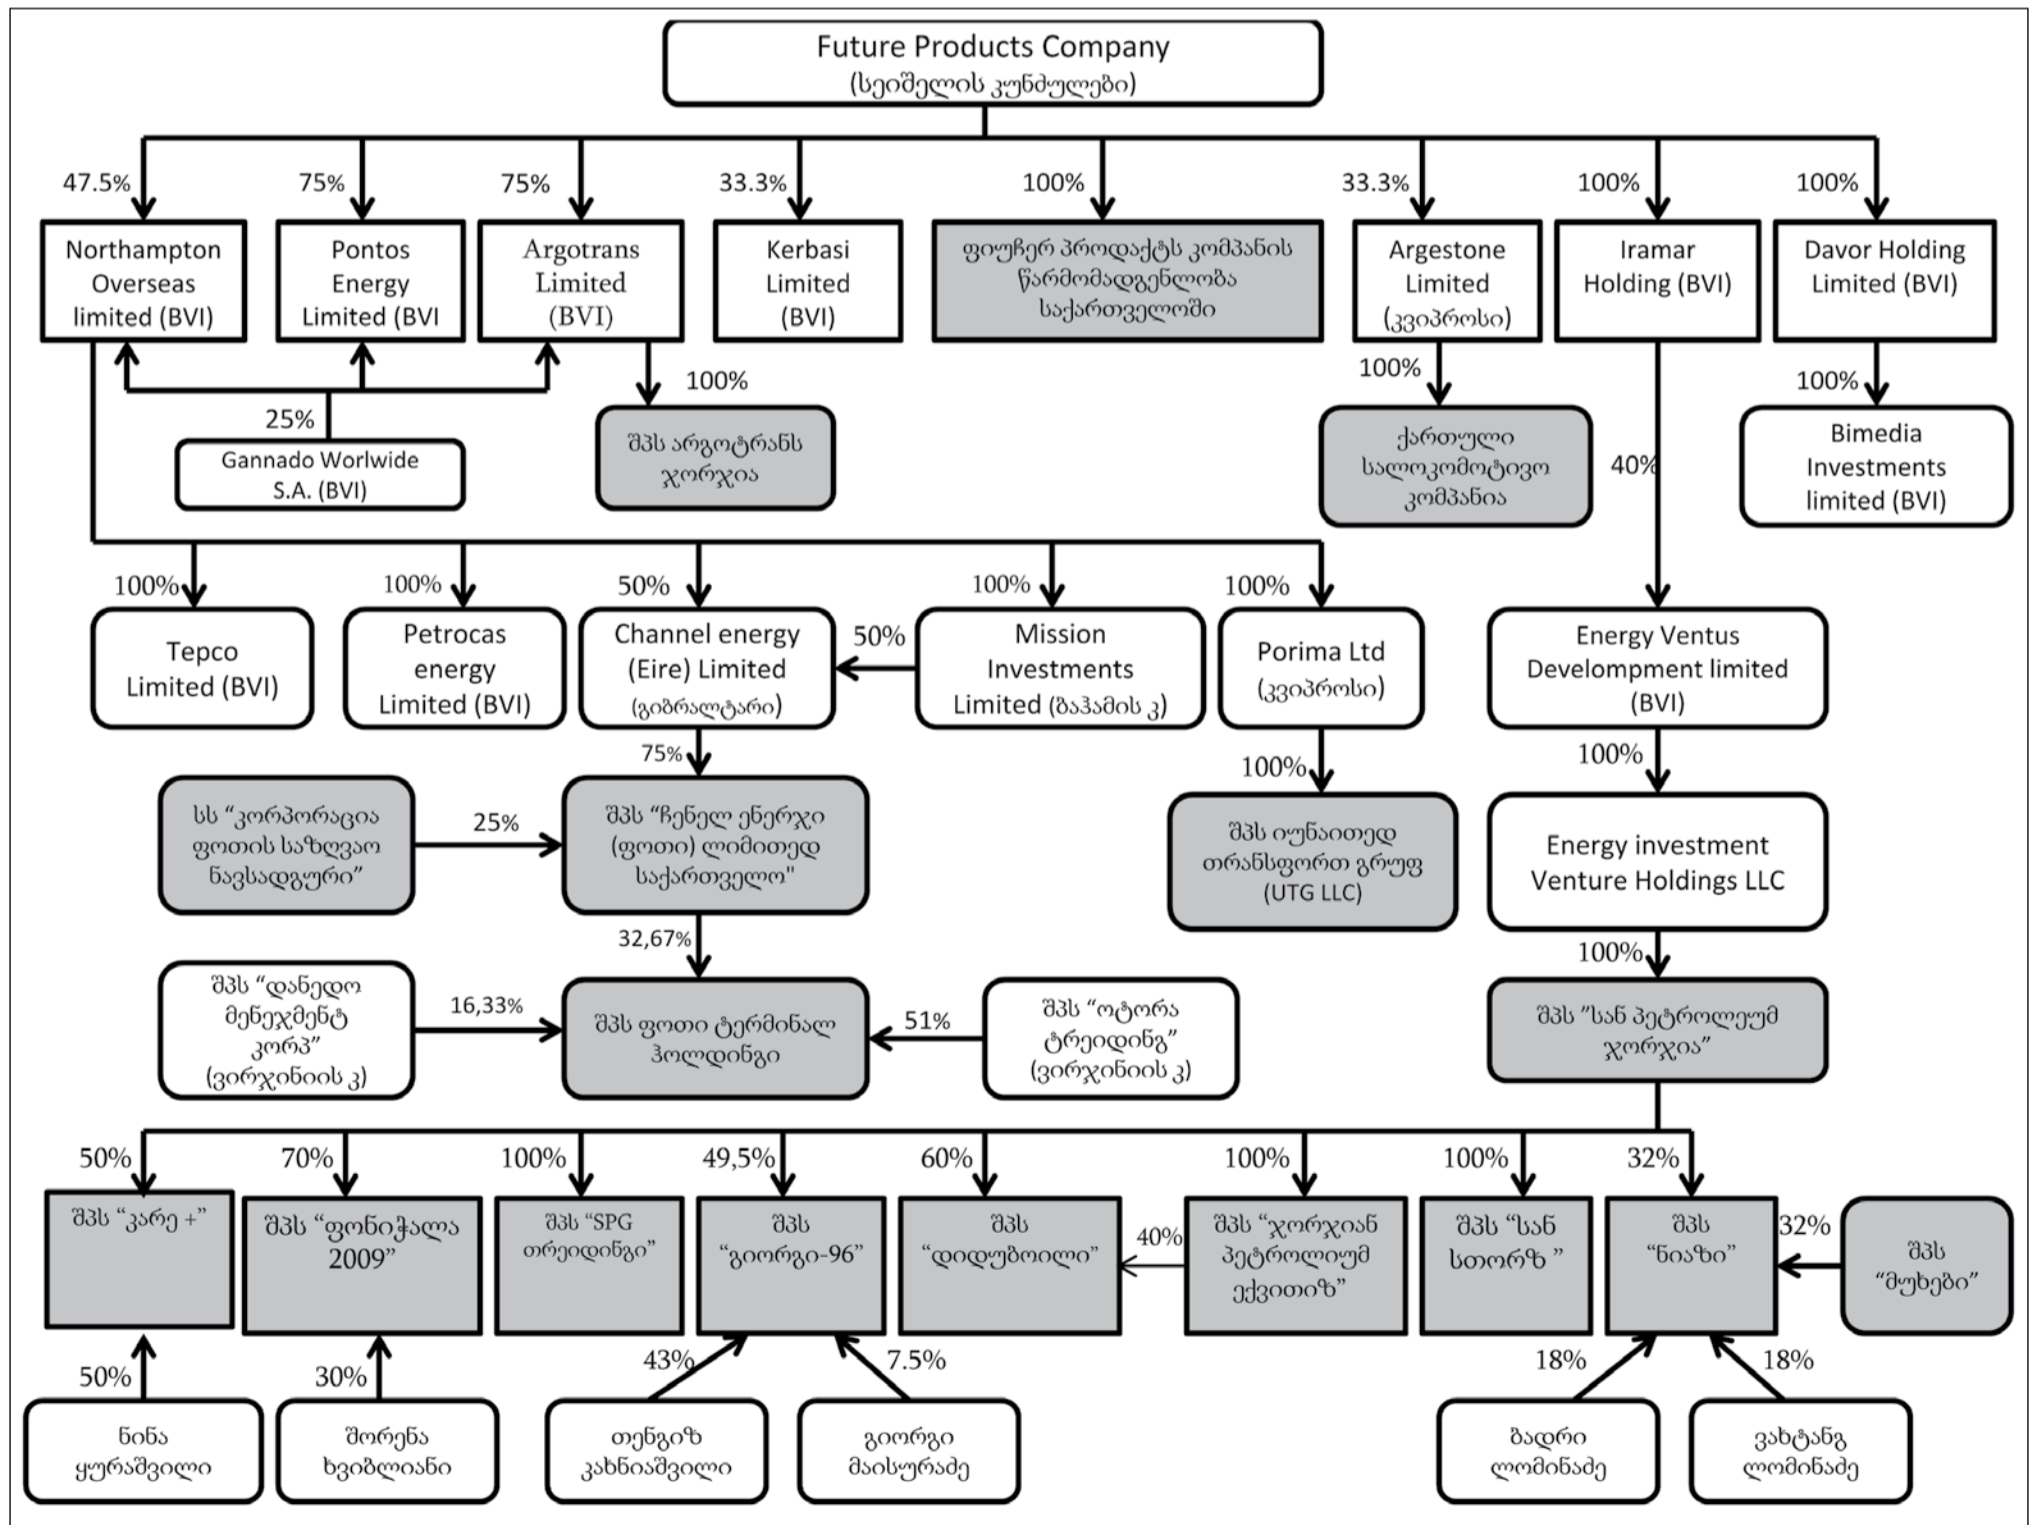 Future Products Company
(სეიშელის კუნძულები)
47.5%
75%
75%
33.3%
100%
33.3%
100%
100%
Northampton
Overseas
limited (BVI)
Pontos
Energy
Limited (BVI
Argotrans
Limited
(BVI)
Kerbasi
Limited
(BVI)
ფიუჩერ პროდაქტს კომპანის
წარმომადგენლობა
საქართველოში
Argestone
Limited
(კვიპროსი)
Iramar
Holding (BVI)
Davor Holding
Limited (BVI)
25%
100%
100%
40%
100%
Gannado Worlwide
S.A. (BVI)
შპს არგოტრანს
ჯორჯია
ქართული
სალოკომოტივო
კომპანია
Bimedia
Investments
limited (BVI)
100%
100%
50%
100%
100%
Tepco
Limited (BVI)
Petrocas
energy
Limited (BVI)
Channel energy
(Eire) Limited
(გიბრალტარი)
50%
Mission
Investments
Limited (ბაჰამის კ)
Porima Ltd
(კვიპროსი)
Energy Ventus
Develompment limited
(BVI)
75%
100%
100%
სს “კორპორაცია
ფოთის საზღვაო
ნავსადგური”
25%
შპს “ჩენელ ენერჯი
(ფოთი) ლიმითედ
საქართველო"
შპს იუნაითედ
თრანსფორთ გრუფ
(UTG LLC)
Energy investment
Venture Holdings LLC
32,67%
100%
შპს “დანედო
მენეჯმენტ
კორპ”
(ვირჯინიის კ)
16,33%
შპს ფოთი ტერმინალ
ჰოლდინგი
51%
შპს “ოტორა
ტრეიდინგ”
(ვირჯინიის კ)
შპს ”სან პეტროლეუმ
ჯორჯია”
50%
70%
100%
49,5%
60%
100%
100%
32%
შპს “კარე +”
შპს “ფონიჭალა
2009”
შპს “SPG
თრეიდინგი”
შპს
“გიორგი-96”
შპს
“დიდუბოილი”
40%
შპს “ჯორჯიან
პეტროლიუმ
ექვითიზ”
შპს “სან
სთორზ ”
შპს
“ნიაზი”
32%
შპს
“მუხები”
50%
30%
43%
7.5%
18%
18%
ნინა
ყურაშვილი
შორენა
ხვიბლიანი
თენგიზ
კახნიაშვილი
გიორგი
მაისურაძე
ბადრი
ლომინაძე
ვახტანგ
ლომინაძე